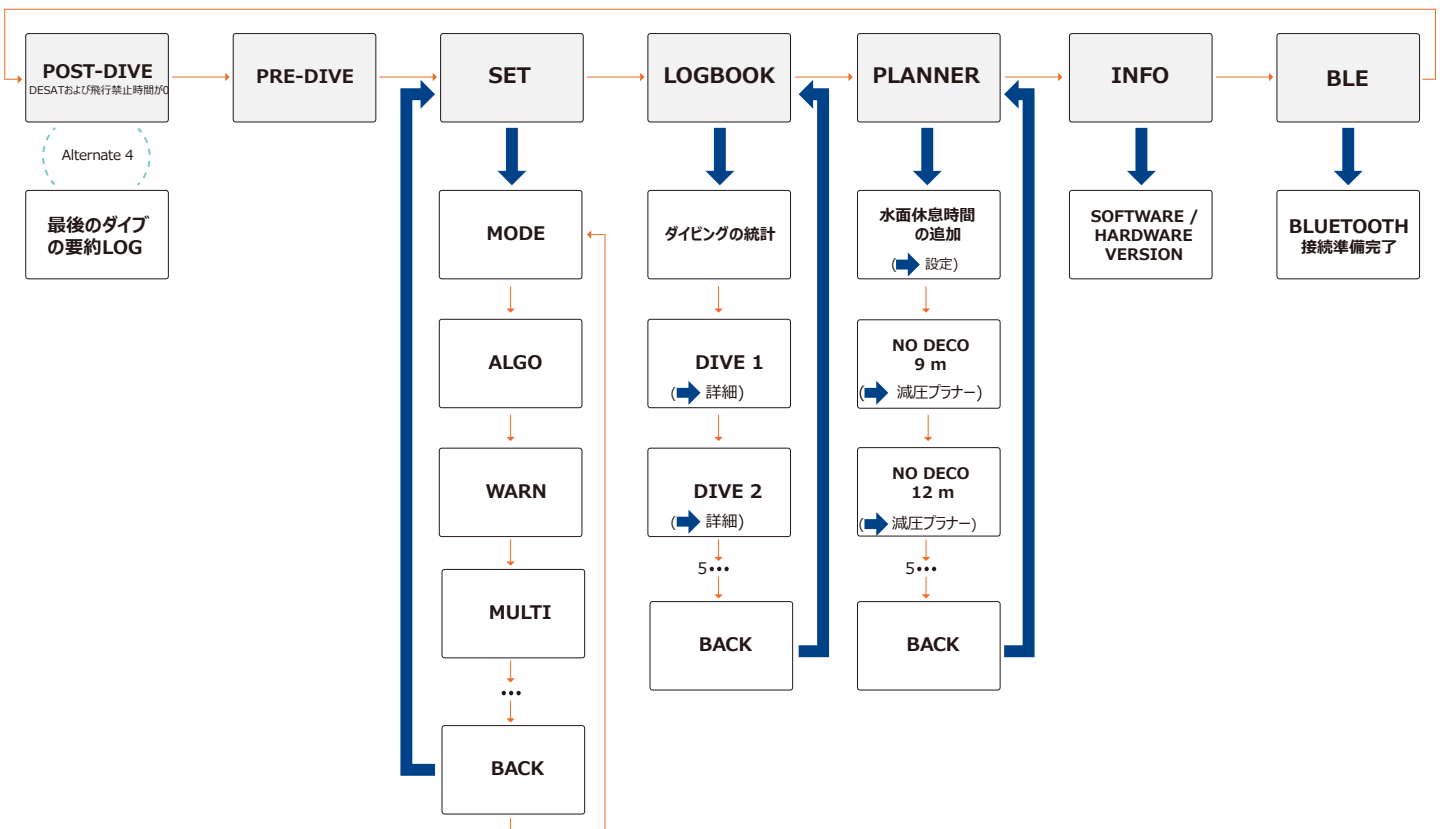 POST-DIVE
DESATおよび飛行禁止時間が0
PRE-DIVE
SET
LOGBOOK
PLANNER
INFO
BLE
Alternate 4
最後のダイブ
の要約LOG
MODE
ALGO
WARN
MULTI
•••
BACK
ダイビングの統計
DIVE 1
( 詳細)
DIVE 2
( 詳細)
5•••
BACK
水面休息時間
の追加
( 設定)
NO DECO
9 m
( 減圧プラナー)
NO DECO
12 m
( 減圧プラナー)
5•••
BACK
SOFTWARE /
HARDWARE
VERSION
BLUETOOTH
接続準備完了